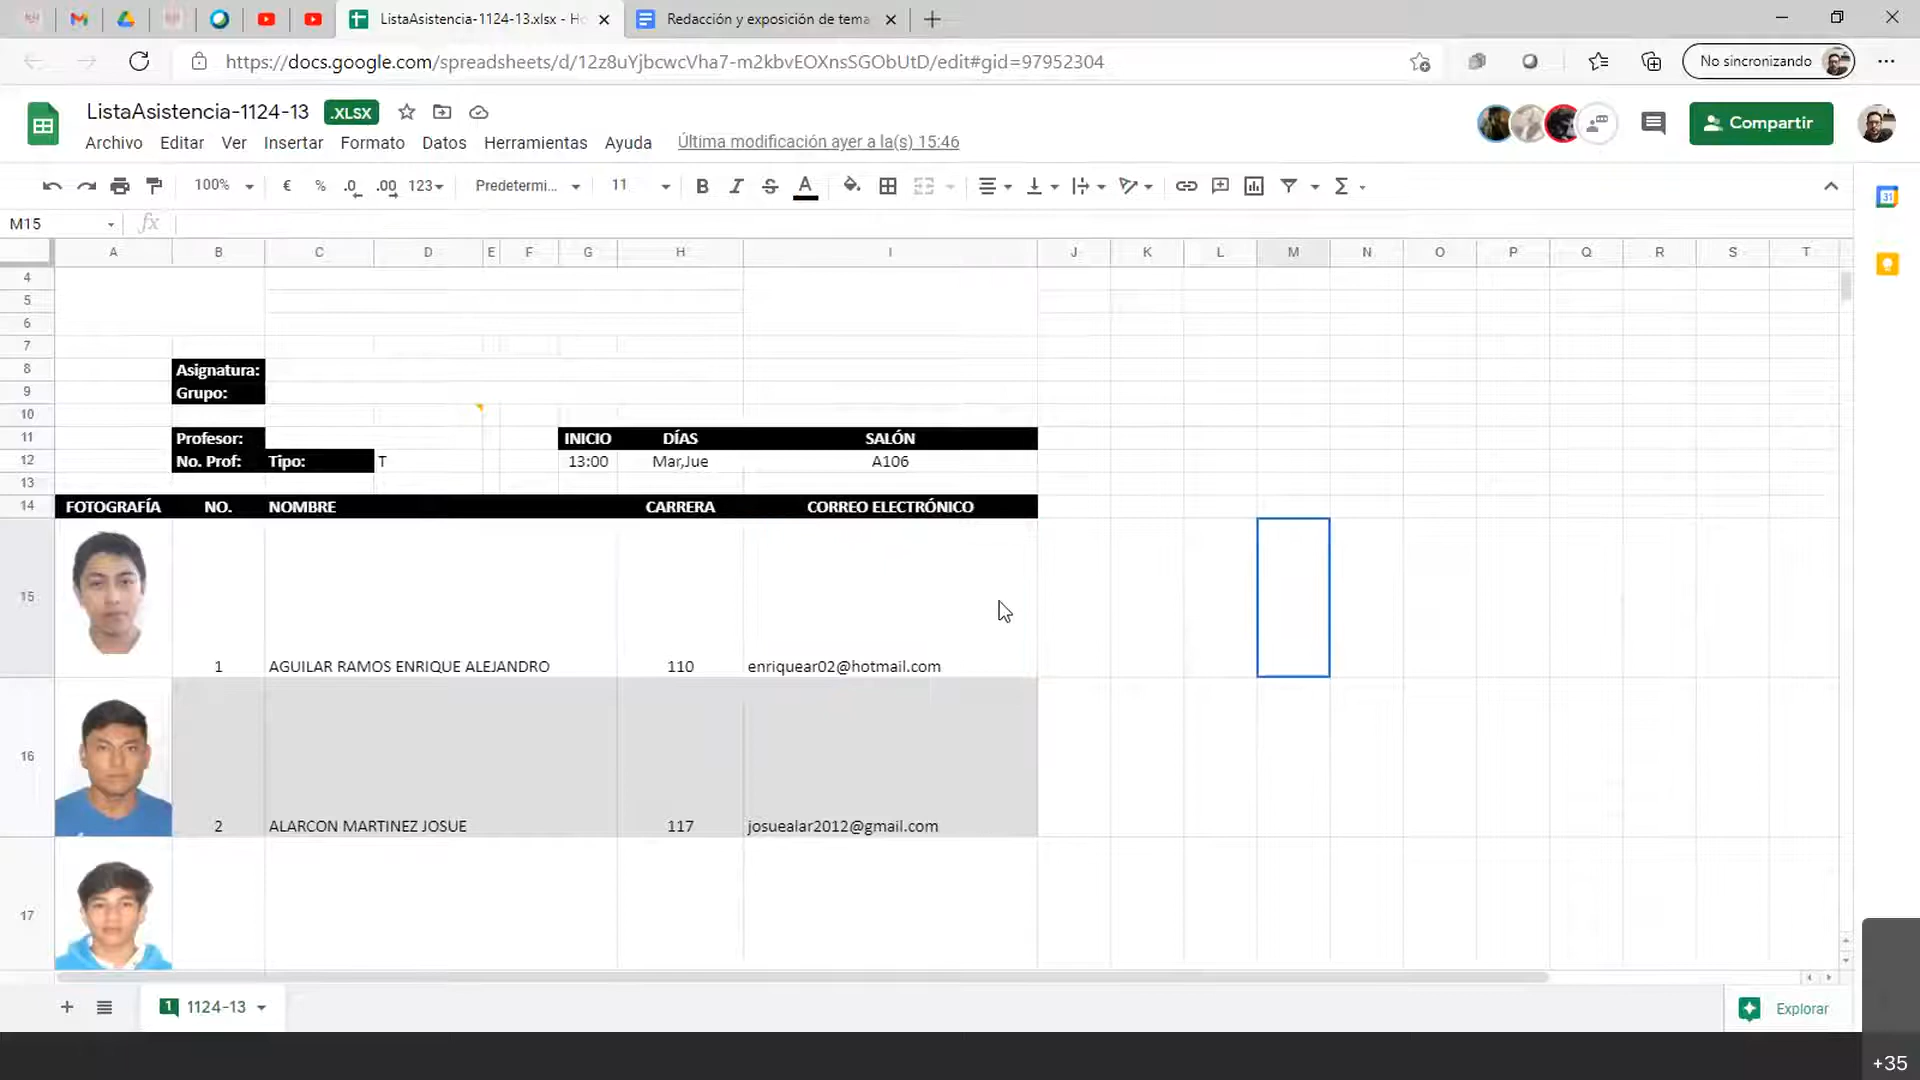 ListaAsistencia-1124-13.xlsx - Ho
Redacción y exposición de tema
https://docs.google.com/spreadsheets/d/12z8uYjbcwcVha7-m2kbvEOXnsSGObUtD/edit#gid=97952304
No sincronizando
ListaAsistencia-1124-13 .XLSX
Compartir
Archivo Editar Ver Insertar Formato Datos Herramientas Ayuda Última modificación ayer a la(s) 15:46
100% € % .0 .00 123 Predetermi... 11 B I S A Σ
31
M15 fx
A B C D E F G H I J K L M N O P Q R S T
4
5
6
7
8 Asignatura:
9 Grupo:
10
11 Profesor: INICIO DÍAS SALÓN
12 No. Prof: Tipo: T 13:00 Mar,Jue A106
13
14 FOTOGRAFÍA NO. NOMBRE CARRERA CORREO ELECTRÓNICO
15
1 AGUILAR RAMOS ENRIQUE ALEJANDRO 110 enriquear02@hotmail.com
16
2 ALARCON MARTINEZ JOSUE 117 josuealar2012@gmail.com
17
1 1124-13
Explorar
+35